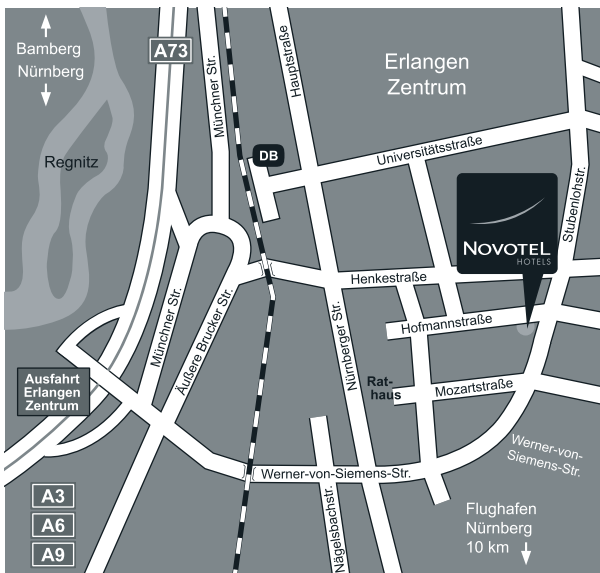 Bamberg
Nürnberg
A73
Münchner Str.
Hauptstraße
Erlangen
Zentrum
DB
Universitätsstraße
Regnitz
Stubenlohstr.
NOVOTEL
HOTELS
Henkestraße
Münchner Str.
Äußere Brucker Str.
Nürnberger Str.
Hofmannstraße
Ausfahrt
Erlangen
Zentrum
Rat-
haus
Mozartstraße
Werner-von-
Siemens-Str.
Werner-von-Siemens-Str.
Nägelsbachstr.
A3
A6
A9
Flughafen
Nürnberg
10 km